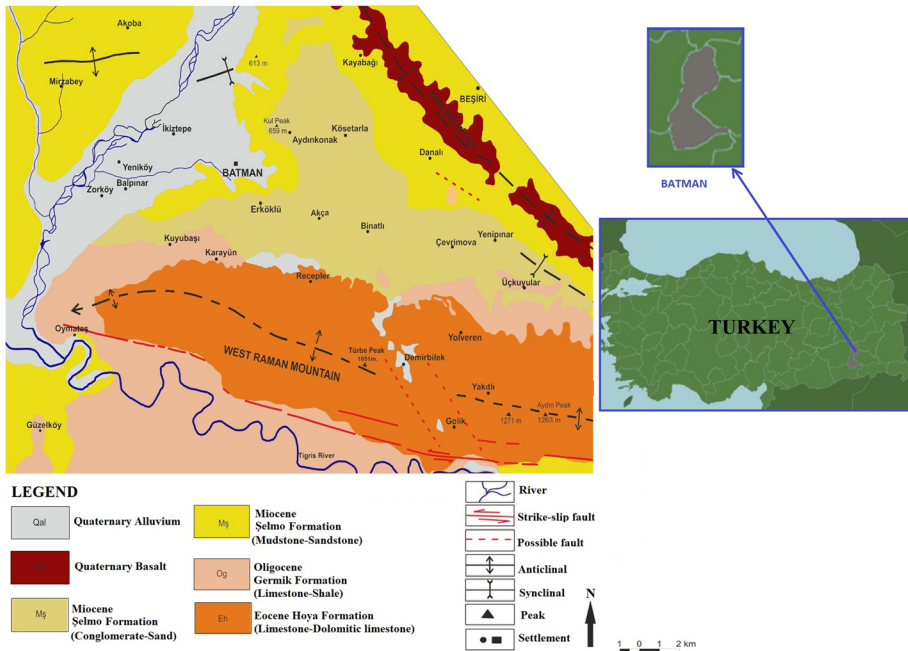 Akoba
Mirzabey
613 m
Kayabağı
BEŞİRİ
İkiztepe
Kul Peak
659 m
Aydınkonak
Kösetarla
Danalı
Yeniköy
BATMAN
Zorköy
Balpınar
Erköklü
Akça
Binatlı
Kuyubaşı
Karayün
Çevrimova
Yenipınar
Recepler
Üçkuyular
Oymataş
WEST RAMAN MOUNTAIN
Türbe Peak
1051m.
Demirbilek
Yolveren
Yakıtlı
Aydın Peak
1271 m
1263 m
Golik
Güzelköy
Tigris River
BATMAN
TURKEY
LEGEND
Qal
Quaternary Alluvium
Quaternary Basalt
Mş
Miocene
Şelmo Formation
(Conglomerate-Sand)
Mş
Miocene
Şelmo Formation
(Mudstone-Sandstone)
Og
Oligocene
Germik Formation
(Limestone-Shale)
Eh
Eocene Hoya Formation
(Limestone-Dolomitic limestone)
River
Strike-slip fault
Possible fault
Anticlinal
Synclinal
Peak
Settlement
N
1 0 1 2 km